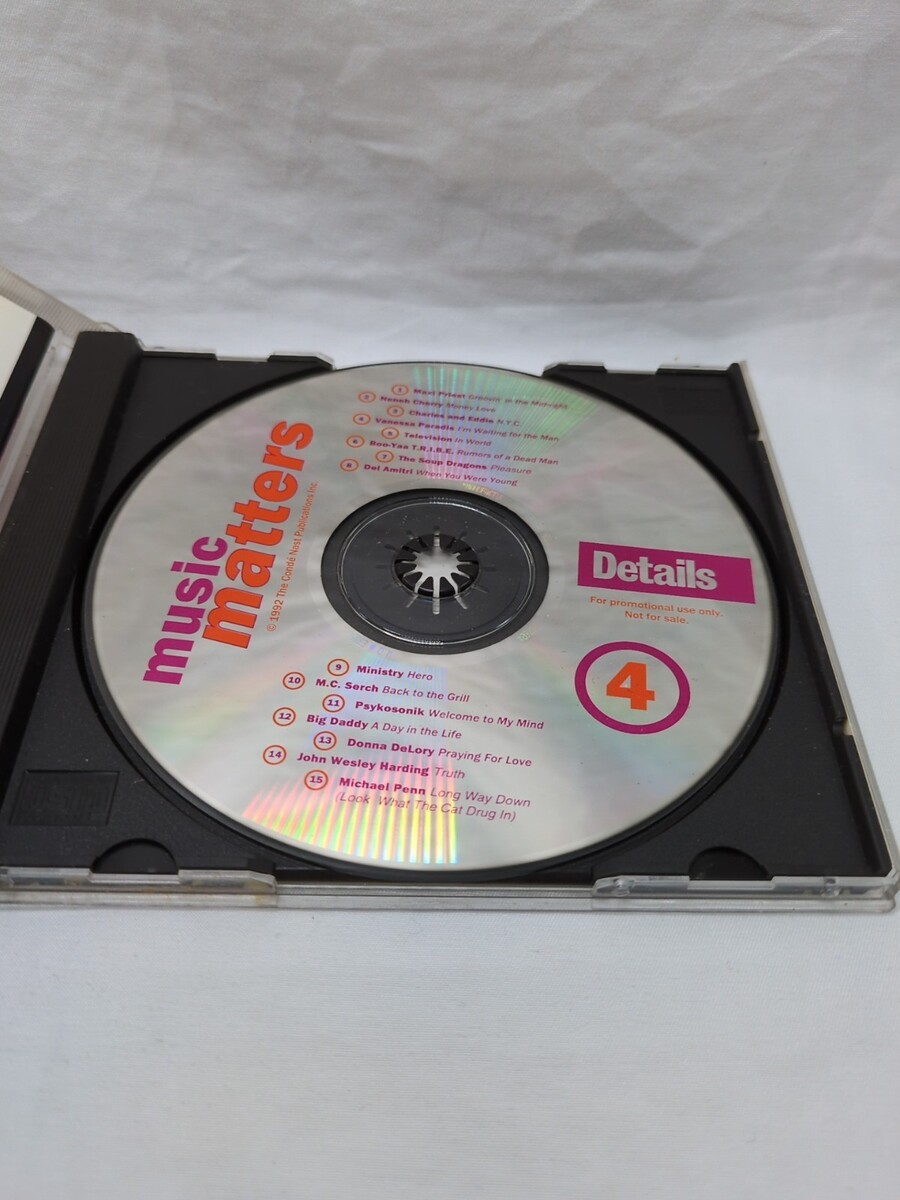 music
matters
© 1992 The Condé Nast Publications Inc.
1 Maxi Priest Groovin' in the Midnight
2 Neneh Cherry Money Love
3 Charles and Eddie N.Y.C.
4 Vanessa Paradis I'm Waiting for the Man
5 Television In World
6 Boo-Yaa T.R.I.B.E. Rumors of a Dead Man
7 The Soup Dragons Pleasure
8 Del Amitri When You Were Young
Details
For promotional use only.
Not for sale.
4
9 Ministry Hero
10 M.C. Serch Back to the Grill
11 Psykosonik Welcome to My Mind
12 Big Daddy A Day in the Life
13 Donna DeLory Praying For Love
14 John Wesley Harding Truth
15 Michael Penn Long Way Down
(Look What The Cat Drug In)